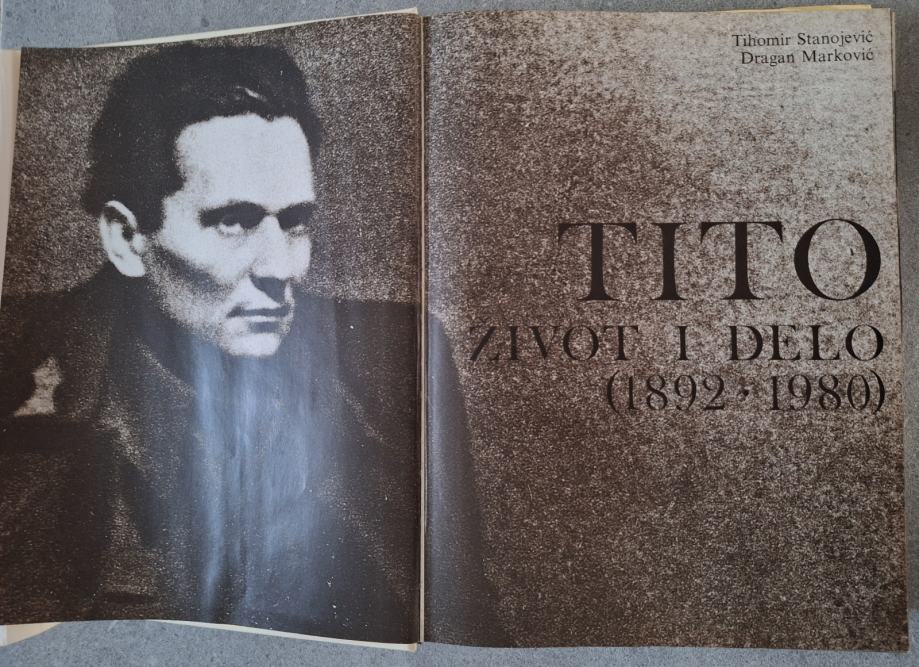 Tihomir Stanojević
Dragan Marković
TITO
ŽIVOT I DELO
(1892 - 1980)